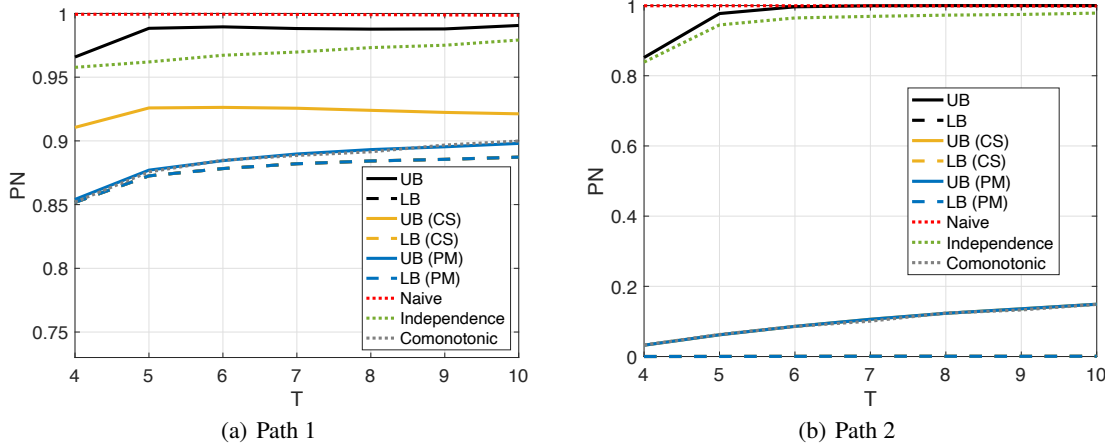 1
0.95
0.9
0.85
0.8
0.75
PN
4 5 6 7 8 9 10
T
UB
LB
UB (CS)
LB (CS)
UB (PM)
LB (PM)
Naive
Independence
Comonotonic
(a) Path 1
1
0.8
0.6
0.4
0.2
0
PN
4 5 6 7 8 9 10
T
UB
LB
UB (CS)
LB (CS)
UB (PM)
LB (PM)
Naive
Independence
Comonotonic
(b) Path 2